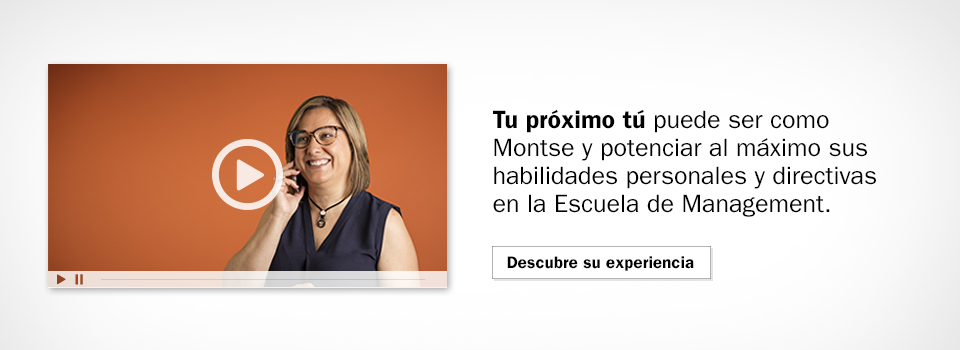 Tu próximo tú puede ser como
Montse y potenciar al máximo sus
habilidades personales y directivas
en la Escuela de Management.
Descubre su experiencia